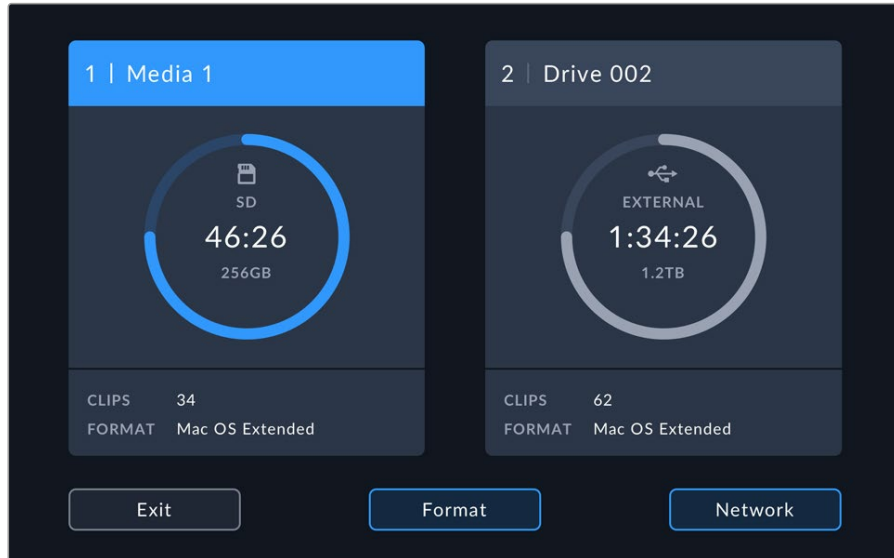 1 | Media 1
SD
46:26
256GB
CLIPS 34
FORMAT Mac OS Extended
2 | Drive 002
EXTERNAL
1:34:26
1.2TB
CLIPS 62
FORMAT Mac OS Extended
Exit
Format
Network